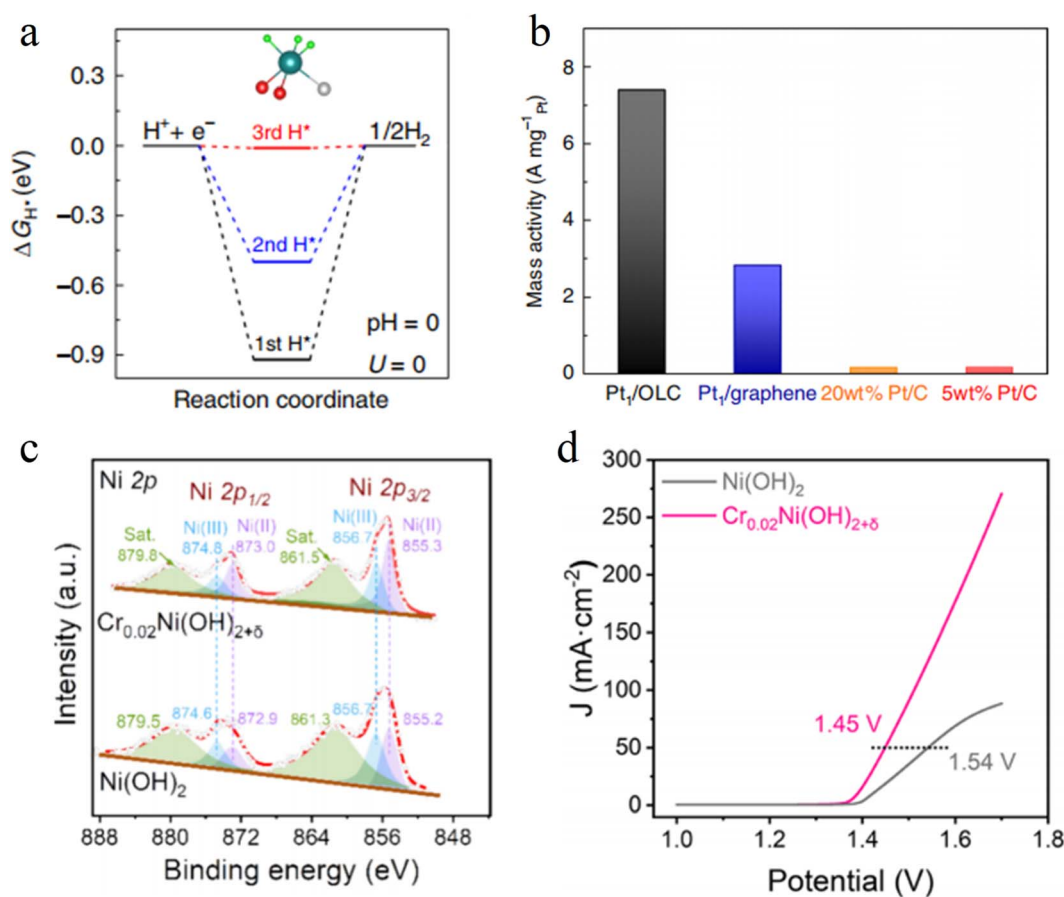 a
0.3
0.0
−0.3
−0.6
−0.9
ΔG_H* (eV)
H⁺ + e⁻
3rd H*
1/2H₂
2nd H*
1st H*
pH = 0
U = 0
Reaction coordinate
b
8
6
4
2
0
Mass activity (A mg⁻¹ Pt)
Pt₁/OLC
Pt₁/graphene
20wt% Pt/C
5wt% Pt/C
c
Ni 2p
Ni 2p1/2
Ni 2p3/2
Sat.
879.8
Ni(III)
874.8
Ni(II)
873.0
Sat.
861.5
Ni(III)
856.7
Ni(II)
855.3
Cr₀.₀₂Ni(OH)₂₊δ
879.5
874.6
872.9
861.3
856.7
855.2
Ni(OH)₂
Intensity (a.u.)
888 880 872 864 856 848
Binding energy (eV)
d
300
250
200
150
100
50
0
J (mA·cm⁻²)
Ni(OH)₂
Cr₀.₀₂Ni(OH)₂₊δ
1.45 V
1.54 V
1.0 1.2 1.4 1.6 1.8
Potential (V)